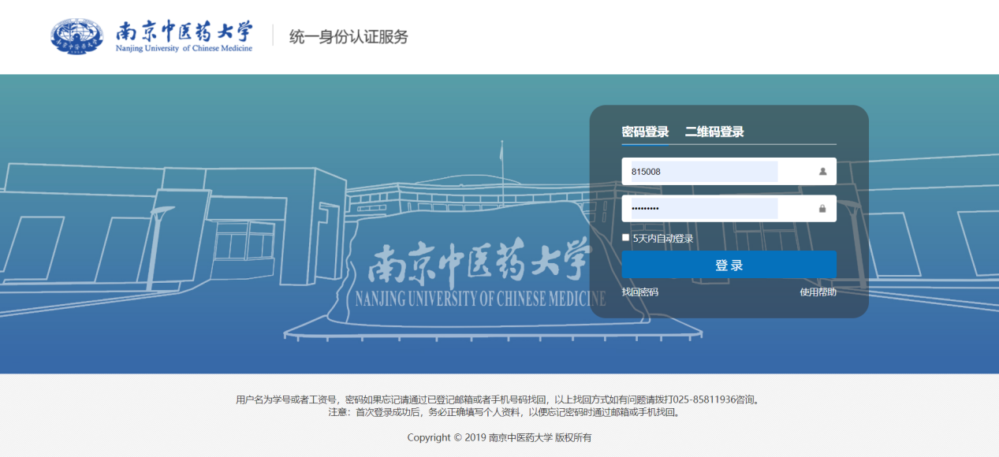 南京中医药大学
Nanjing University of Chinese Medicine
统一身份认证服务
密码登录 二维码登录
815008
•••••••••
5天内自动登录
登 录
找回密码 使用帮助
南京中医药大学
NANJING UNIVERSITY OF CHINESE MEDICINE
用户名为学号或者工资号，密码如果忘记请通过已登记邮箱或者手机号码找回，以上找回方式如有问题请拨打025-85811936咨询。
注意：首次登录成功后，务必正确填写个人资料，以便忘记密码时通过邮箱或手机找回。
Copyright © 2019 南京中医药大学 版权所有